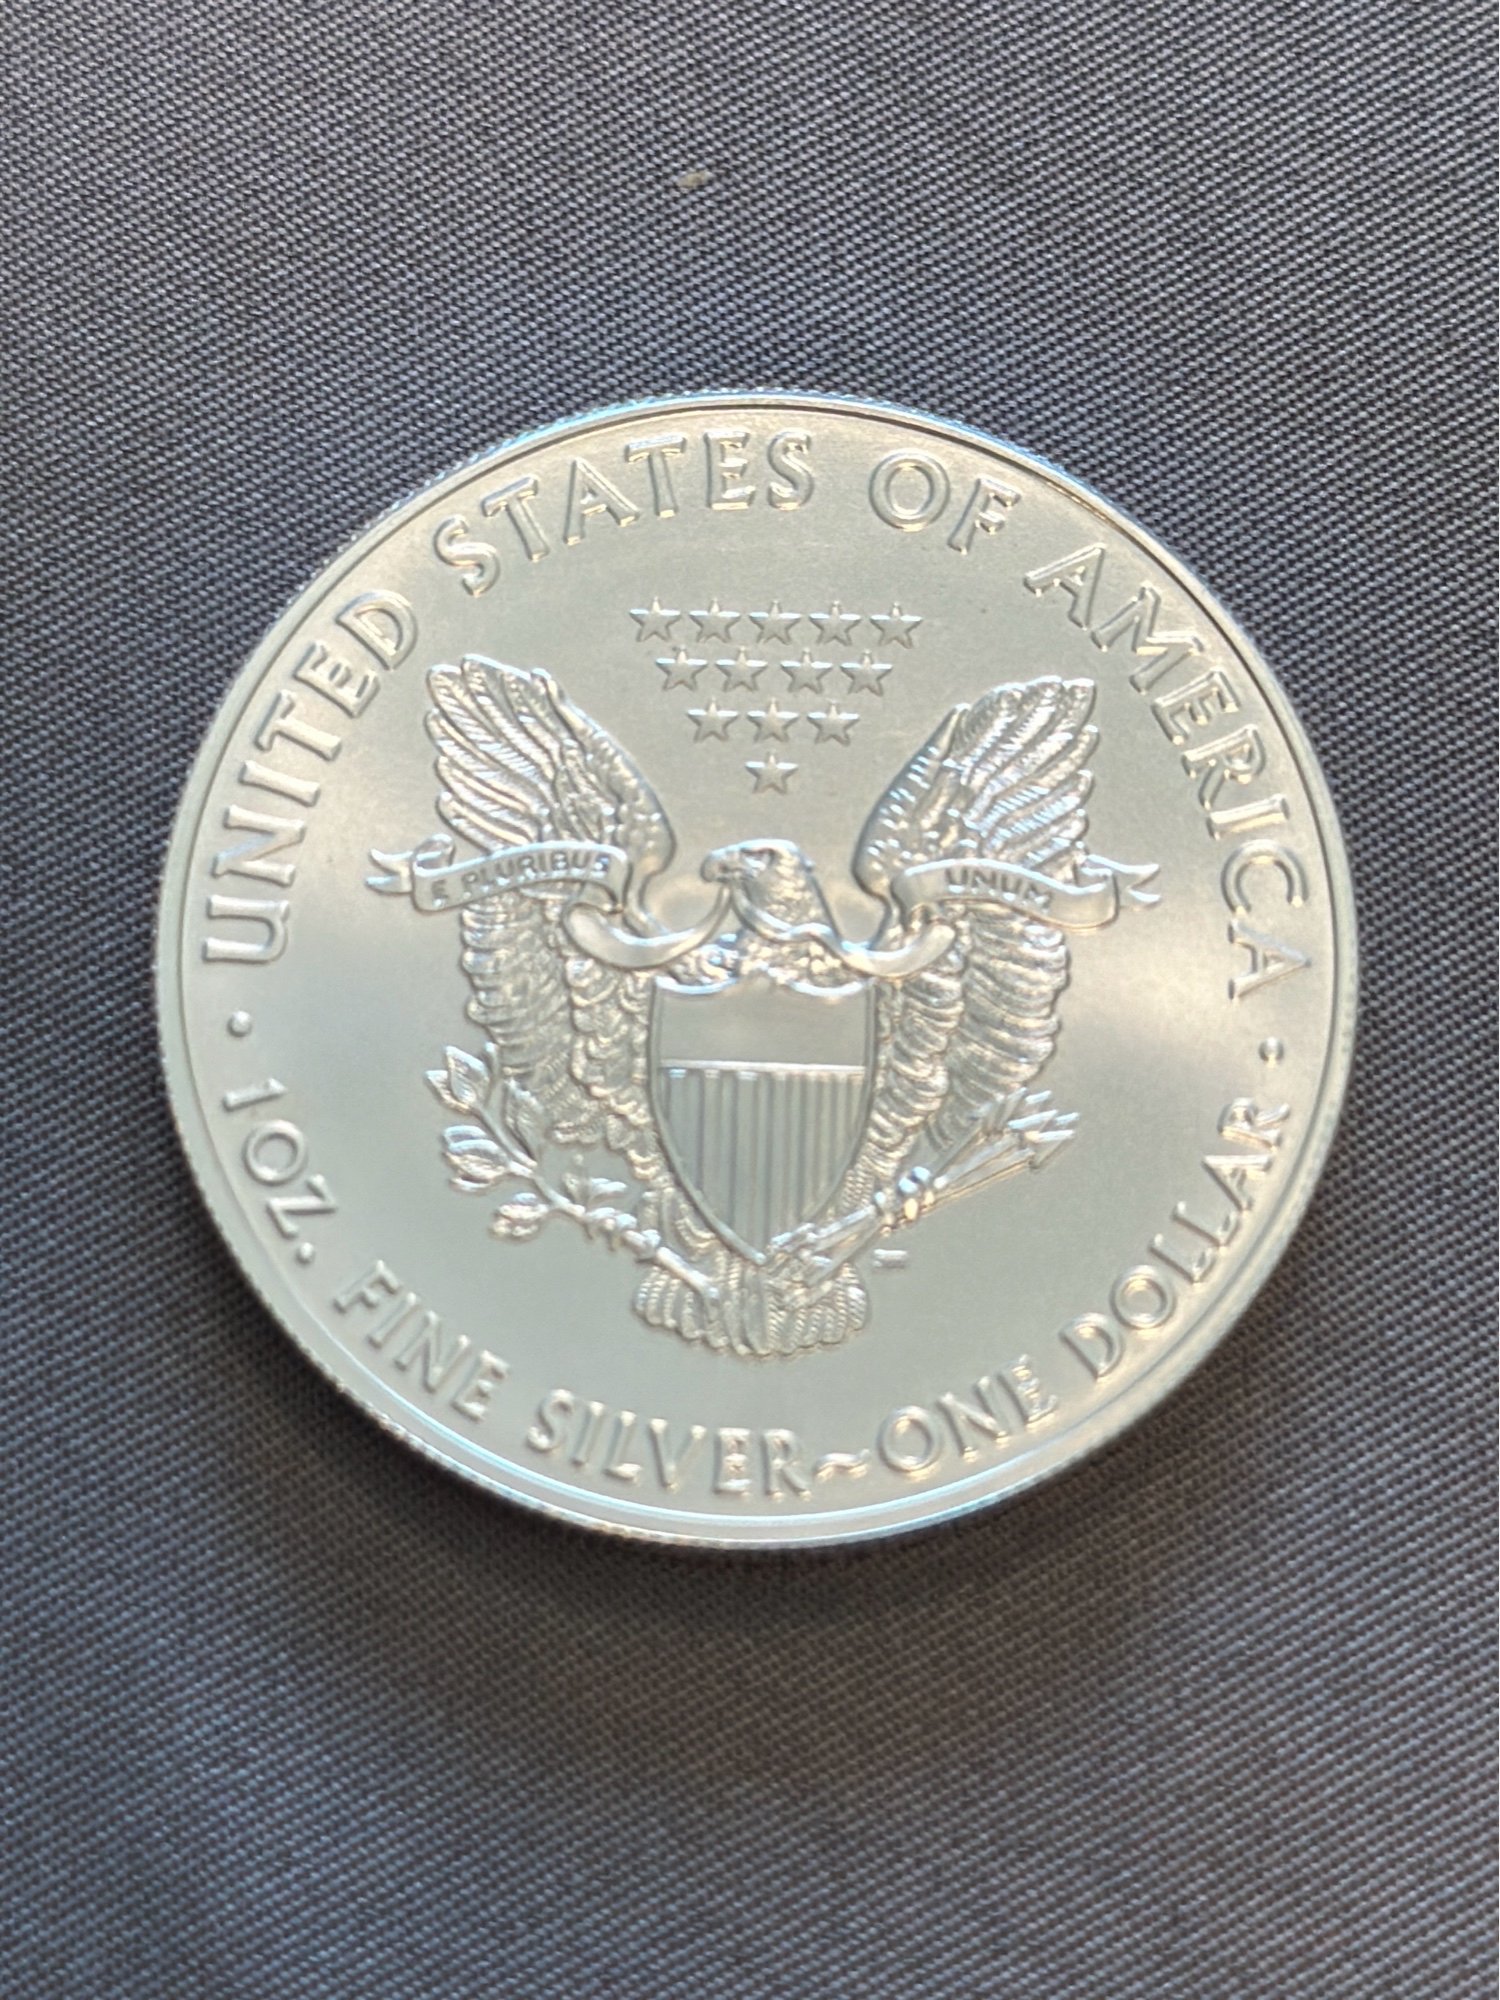 UNITED STATES OF AMERICA
E PLURIBUS UNUM
· 1 OZ. FINE SILVER~ONE DOLLAR ·